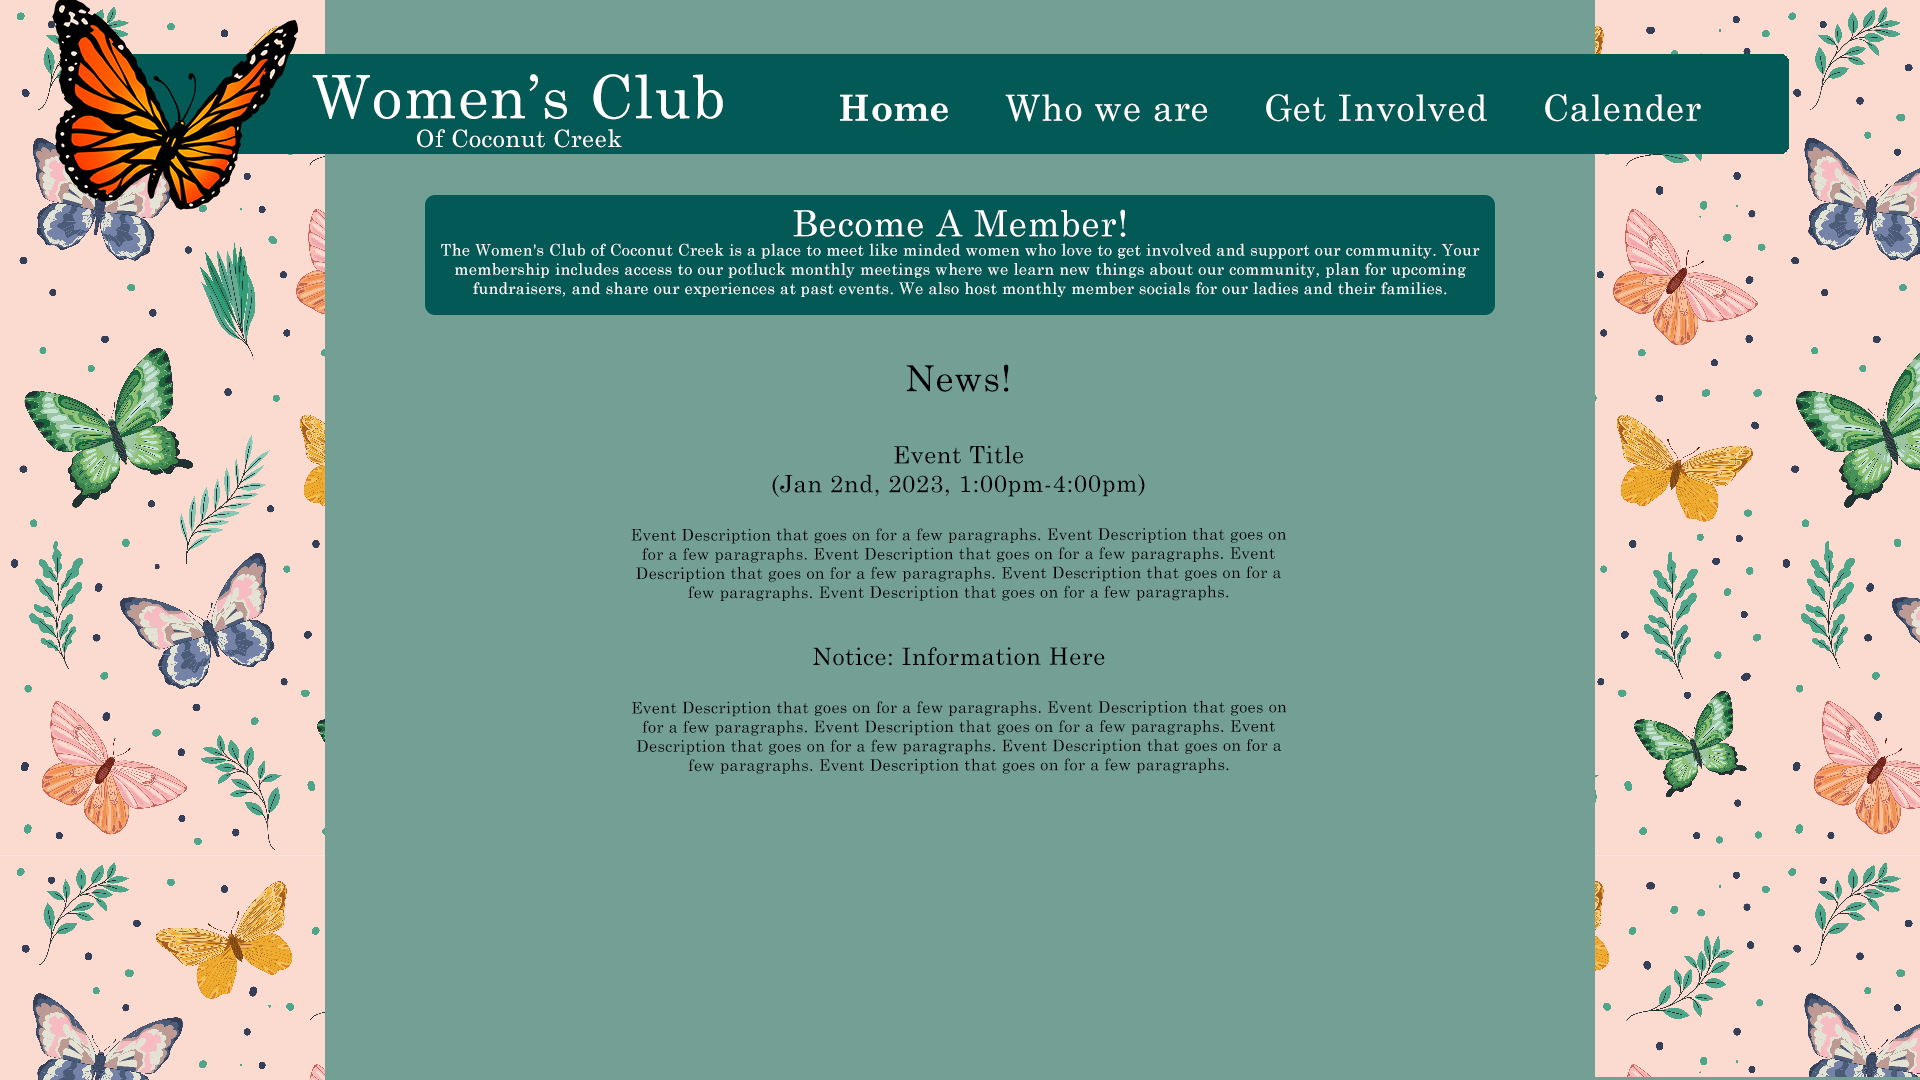 Women’s Club
Of Coconut Creek
Home
Who we are
Get Involved
Calender
Become A Member!
The Women's Club of Coconut Creek is a place to meet like minded women who love to get involved and support our community. Your
membership includes access to our potluck monthly meetings where we learn new things about our community, plan for upcoming
fundraisers, and share our experiences at past events. We also host monthly member socials for our ladies and their families.
News!
Event Title
(Jan 2nd, 2023, 1:00pm-4:00pm)
Event Description that goes on for a few paragraphs. Event Description that goes on
for a few paragraphs. Event Description that goes on for a few paragraphs. Event
Description that goes on for a few paragraphs. Event Description that goes on for a
few paragraphs. Event Description that goes on for a few paragraphs.
Notice: Information Here
Event Description that goes on for a few paragraphs. Event Description that goes on
for a few paragraphs. Event Description that goes on for a few paragraphs. Event
Description that goes on for a few paragraphs. Event Description that goes on for a
few paragraphs. Event Description that goes on for a few paragraphs.